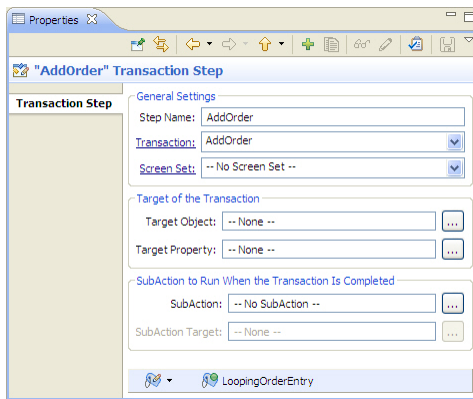 Properties
"AddOrder" Transaction Step
Transaction Step
General Settings
Step Name: AddOrder
Transaction: AddOrder
Screen Set: -- No Screen Set --
Target of the Transaction
Target Object: -- None -- ...
Target Property: -- None -- ...
SubAction to Run When the Transaction Is Completed
SubAction: -- No SubAction -- ...
SubAction Target: -- None -- ...
LoopingOrderEntry